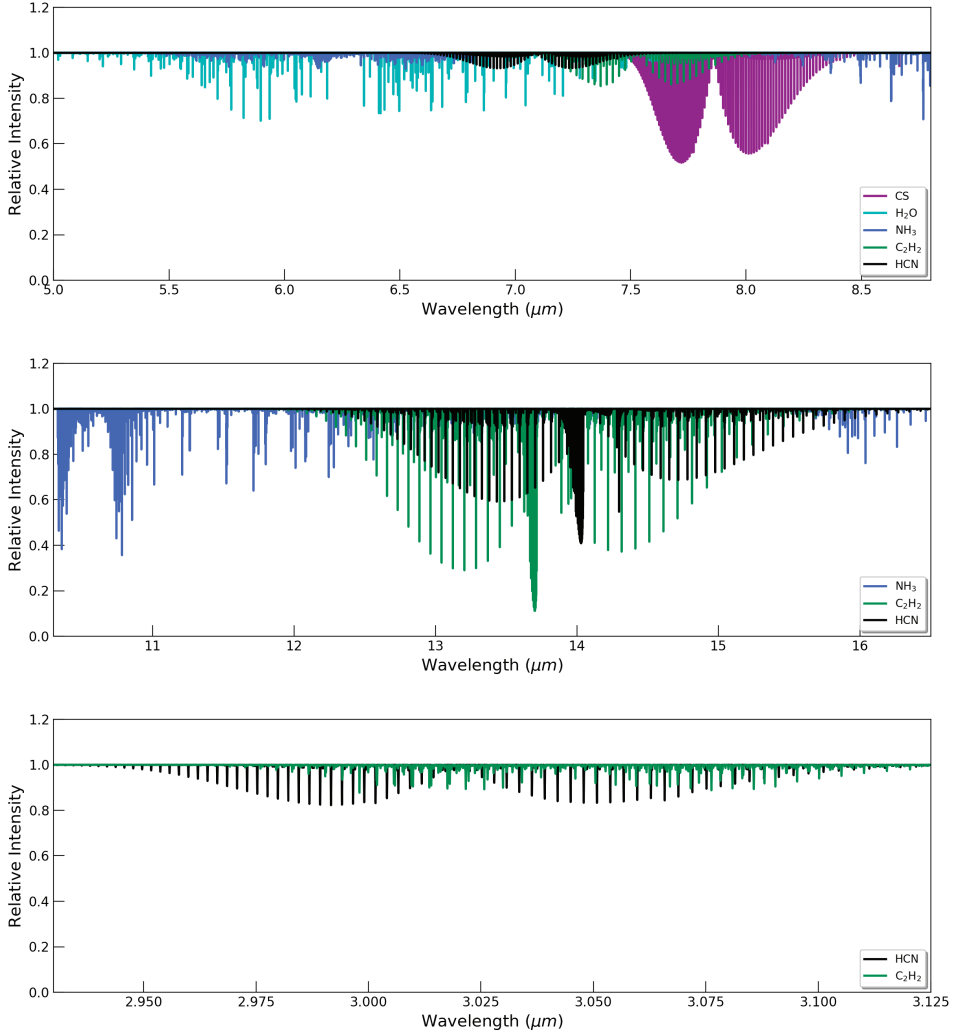 1.2
1.0
0.8
0.6
0.4
0.2
0.0
Relative Intensity
5.0 5.5 6.0 6.5 7.0 7.5 8.0 8.5
Wavelength (μm)
CS
H₂O
NH₃
C₂H₂
HCN
1.2
1.0
0.8
0.6
0.4
0.2
0.0
Relative Intensity
11 12 13 14 15 16
Wavelength (μm)
NH₃
C₂H₂
HCN
1.2
1.0
0.8
0.6
0.4
0.2
0.0
Relative Intensity
2.950 2.975 3.000 3.025 3.050 3.075 3.100 3.125
Wavelength (μm)
HCN
C₂H₂